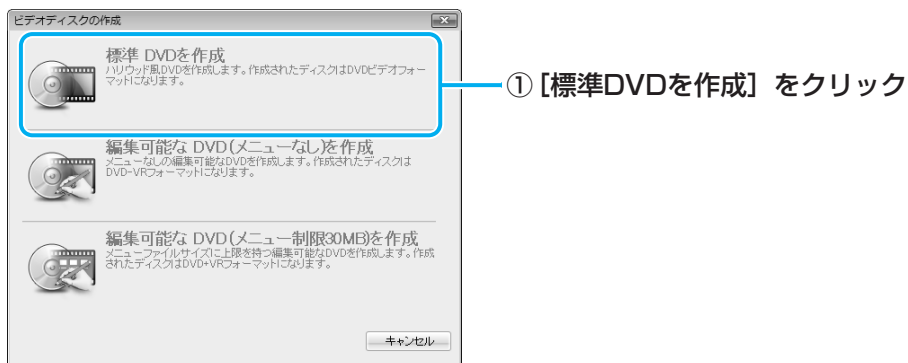 ビデオディスクの作成
標準 DVDを作成
ハリウッド風DVDを作成します。作成されたディスクはDVDビデオフォー
マットになります。
① [標準DVDを作成] をクリック
編集可能な DVD(メニューなし)を作成
メニューなしの編集可能なDVDを作成します。作成されたディスクは
DVD-VRフォーマットになります。
編集可能な DVD(メニュー制限30MB)を作成
メニューファイルサイズに上限を持つ編集可能なDVDを作成します。作成
されたディスクはDVD+VRフォーマットになります。
キャンセル